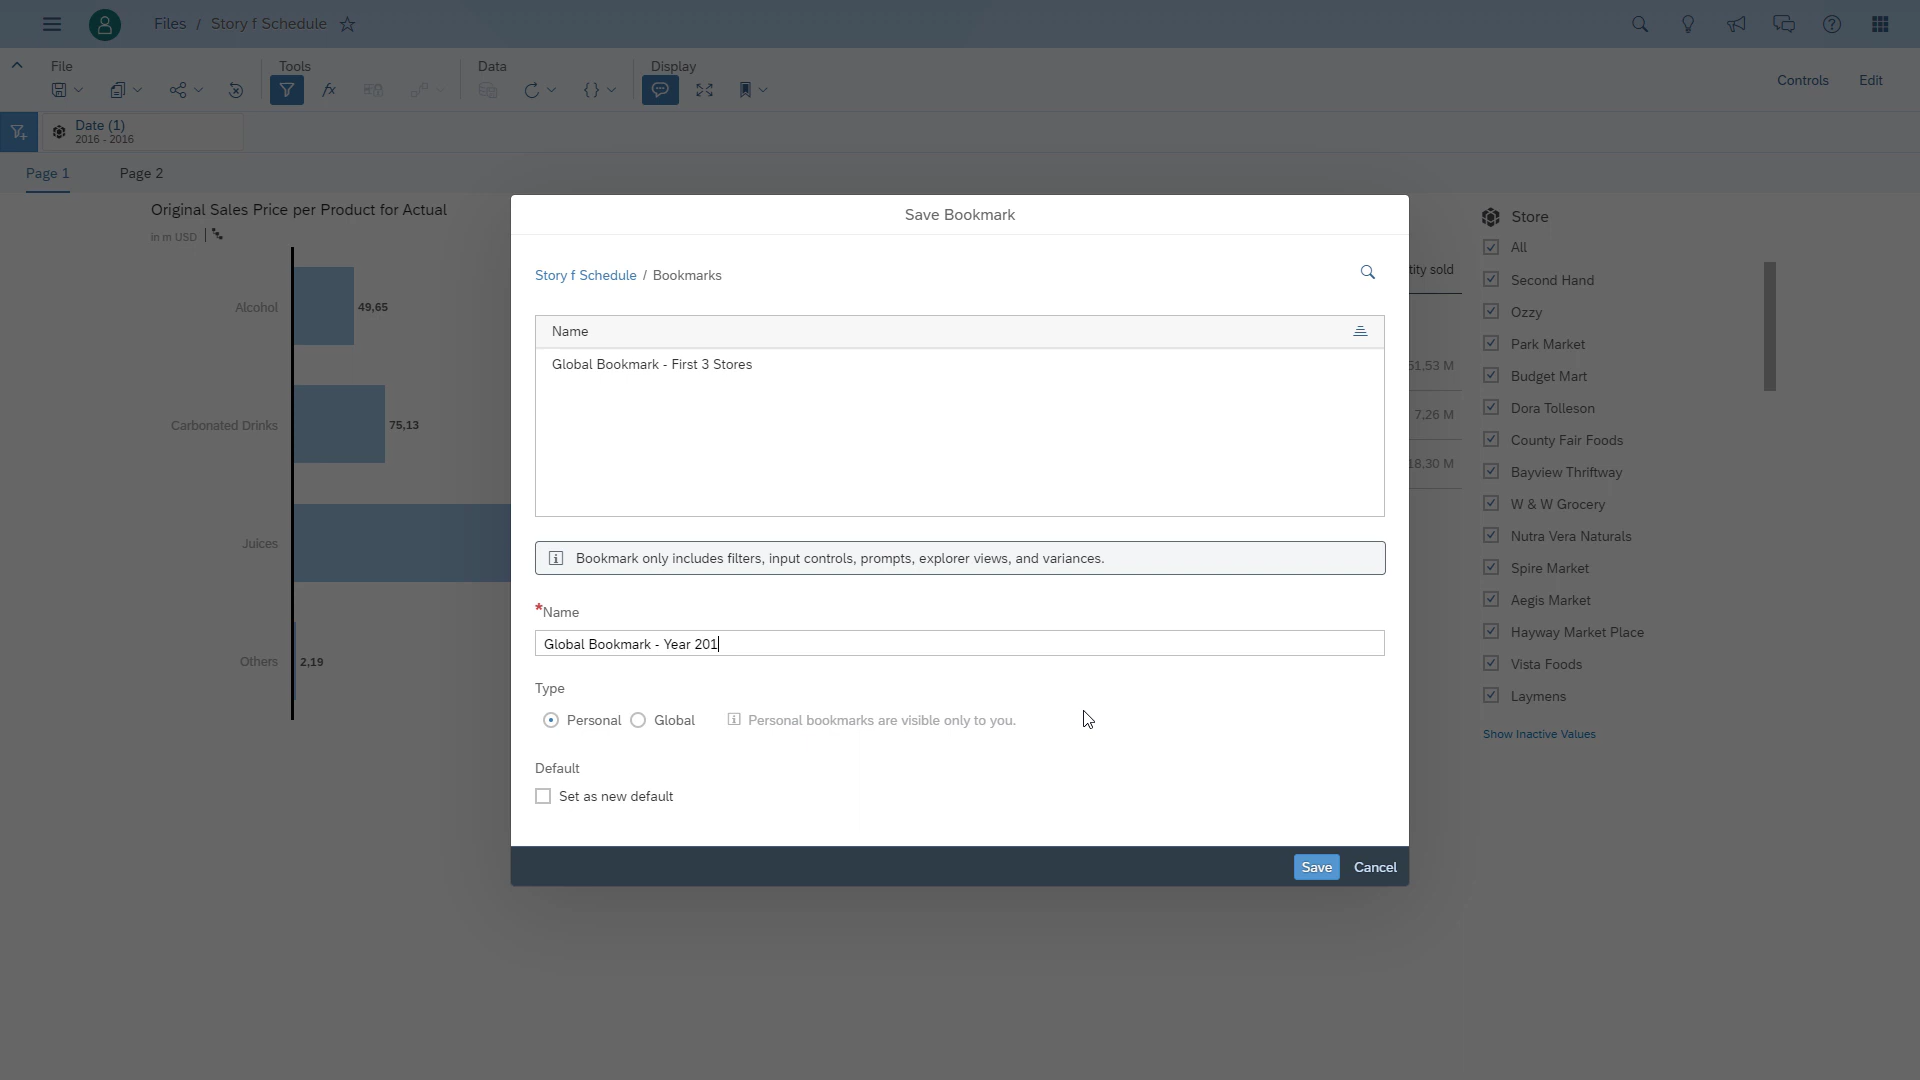 Files / Story f Schedule
File
Tools
Data
Display
Controls
Edit
Date (1)
2016 - 2016
Page 1
Page 2
Original Sales Price per Product for Actual
in m USD
Alcohol
49,65
Carbonated Drinks
75,13
Juices
Others
2,19
Save Bookmark
Story f Schedule / Bookmarks
Name
Global Bookmark - First 3 Stores
Bookmark only includes filters, input controls, prompts, explorer views, and variances.
*Name
Global Bookmark - Year 201
Type
Personal
Global
Personal bookmarks are visible only to you.
Default
Set as new default
Save
Cancel
tity sold
51,53 M
7,26 M
18,30 M
Store
All
Second Hand
Ozzy
Park Market
Budget Mart
Dora Tolleson
County Fair Foods
Bayview Thriftway
W & W Grocery
Nutra Vera Naturals
Spire Market
Aegis Market
Hayway Market Place
Vista Foods
Laymens
Show Inactive Values